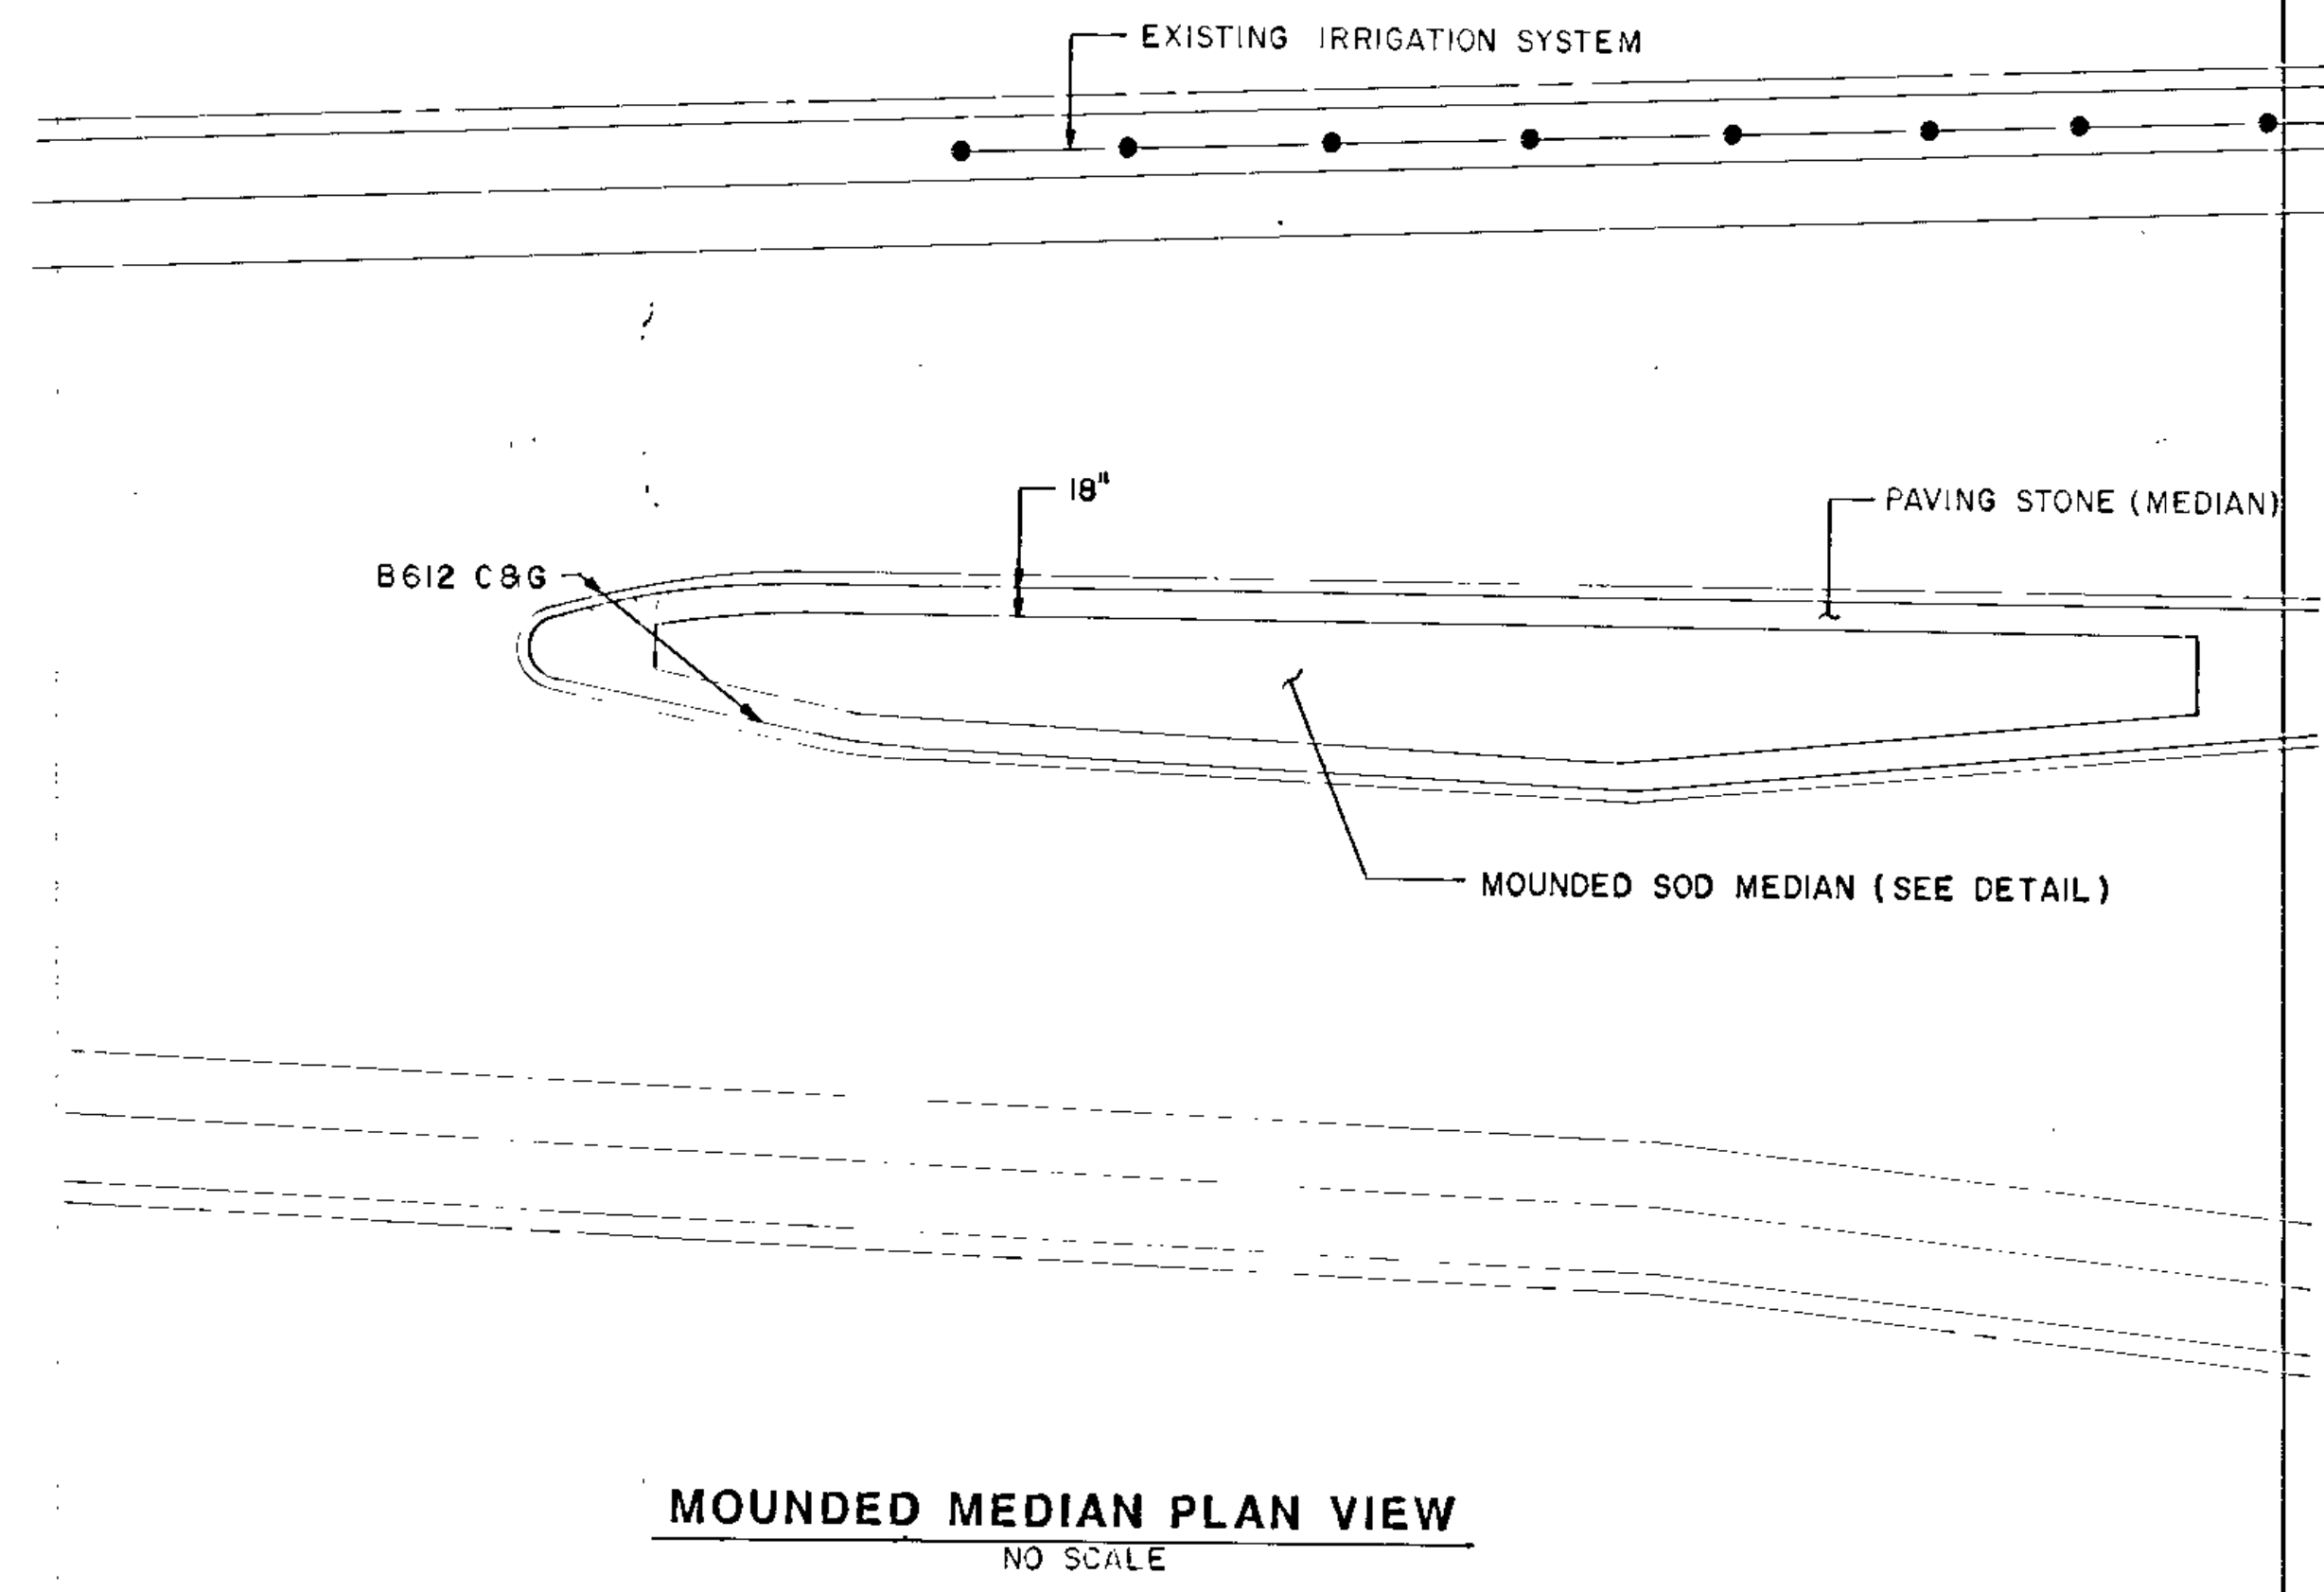 EXISTING IRRIGATION SYSTEM
18"
PAVING STONE (MEDIAN)
B612 C&G
MOUNDED SOD MEDIAN (SEE DETAIL)
MOUNDED MEDIAN PLAN VIEW
NO SCALE